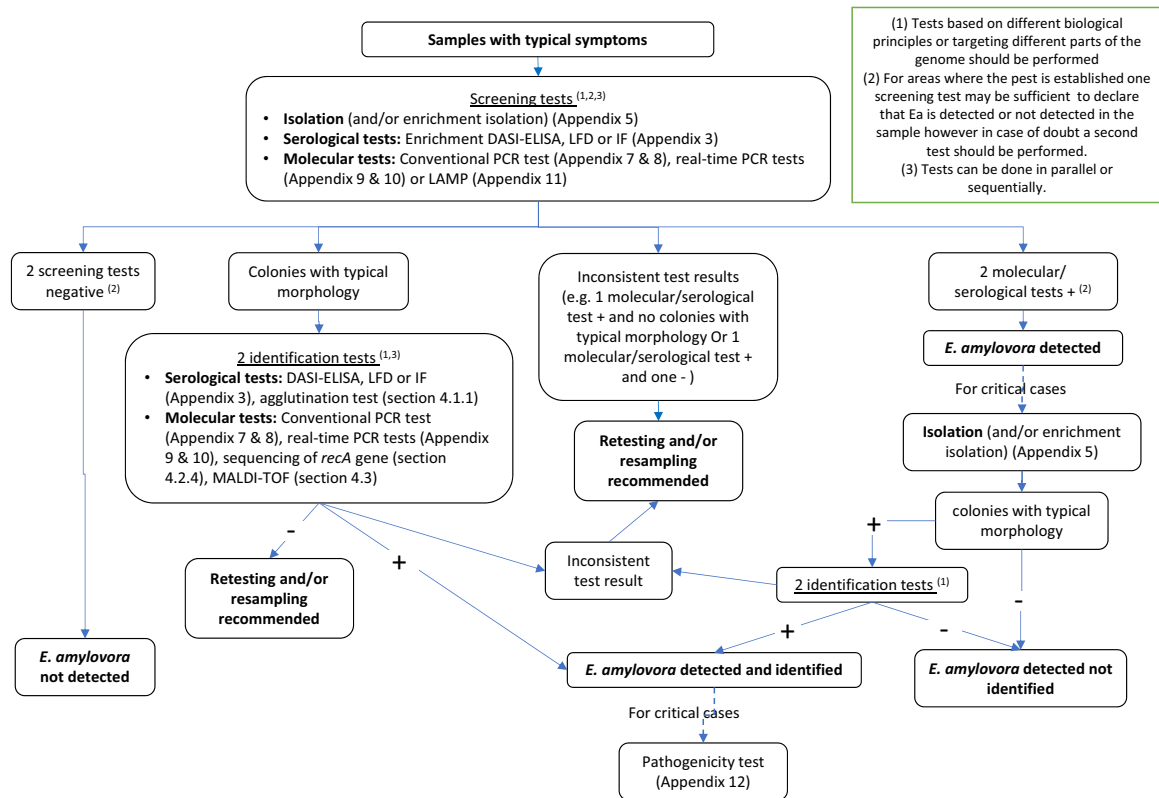 Samples with typical symptoms
(1) Tests based on different biological
principles or targeting different parts of the
genome should be performed
(2) For areas where the pest is established one
screening test may be sufficient to declare
that Ea is detected or not detected in the
sample however in case of doubt a second
test should be performed.
(3) Tests can be done in parallel or
sequentially.
Screening tests (1,2,3)
• Isolation (and/or enrichment isolation) (Appendix 5)
• Serological tests: Enrichment DASI-ELISA, LFD or IF (Appendix 3)
• Molecular tests: Conventional PCR test (Appendix 7 & 8), real-time PCR tests
(Appendix 9 & 10) or LAMP (Appendix 11)
2 screening tests
negative (2)
Colonies with typical
morphology
Inconsistent test results
(e.g. 1 molecular/serological
test + and no colonies with
typical morphology Or 1
molecular/serological test +
and one - )
2 molecular/
serological tests + (2)
2 identification tests (1,3)
• Serological tests: DASI-ELISA, LFD or IF
(Appendix 3), agglutination test (section 4.1.1)
• Molecular tests: Conventional PCR test
(Appendix 7 & 8), real-time PCR tests (Appendix
9 & 10), sequencing of recA gene (section
4.2.4), MALDI-TOF (section 4.3)
E. amylovora detected
For critical cases
Isolation (and/or enrichment
isolation) (Appendix 5)
Retesting and/or
resampling
recommended
colonies with typical
morphology
-
+
+
Inconsistent
test result
2 identification tests (1)
-
Retesting and/or
resampling
recommended
+
-
E. amylovora
not detected
E. amylovora detected and identified
E. amylovora detected not
identified
For critical cases
Pathogenicity test
(Appendix 12)